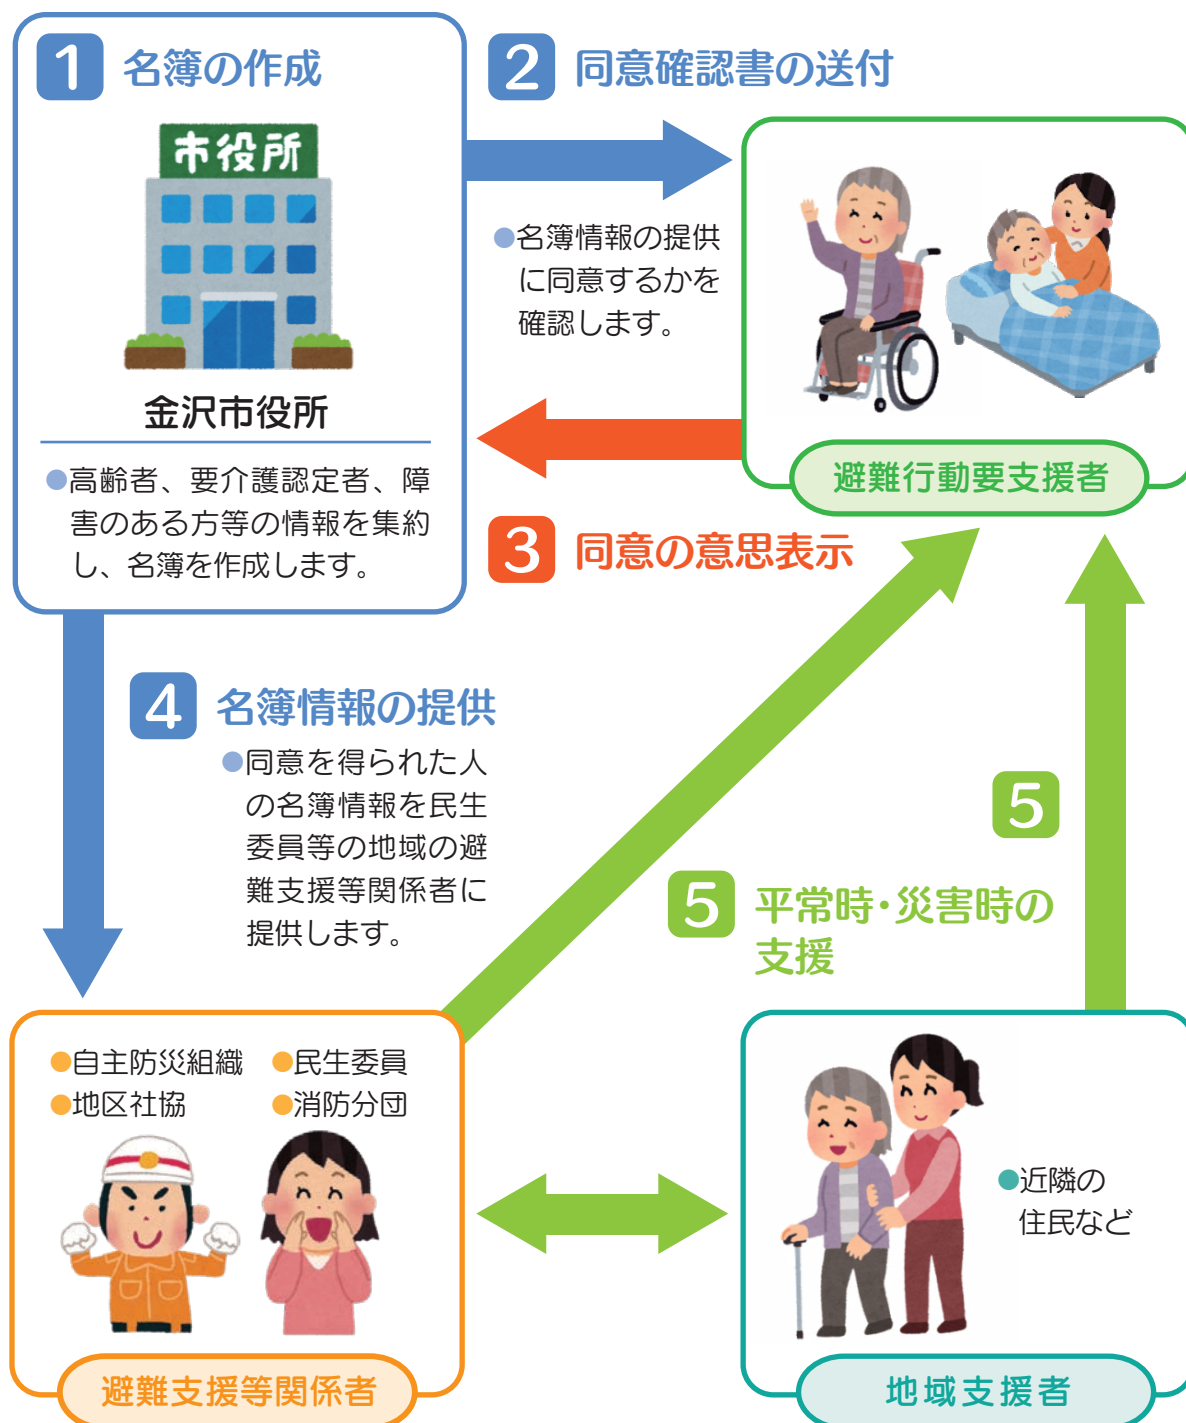 1 名簿の作成
市役所
金沢市役所
●高齢者、要介護認定者、障
害のある方等の情報を集約
し、名簿を作成します。
2 同意確認書の送付
●名簿情報の提供
に同意するかを
確認します。
避難行動要支援者
3 同意の意思表示
4 名簿情報の提供
●同意を得られた人
の名簿情報を民生
委員等の地域の避
難支援等関係者に
提供します。
5
5 平常時・災害時の
支援
●自主防災組織 ●民生委員
●地区社協 ●消防分団
避難支援等関係者
●近隣の
住民など
地域支援者